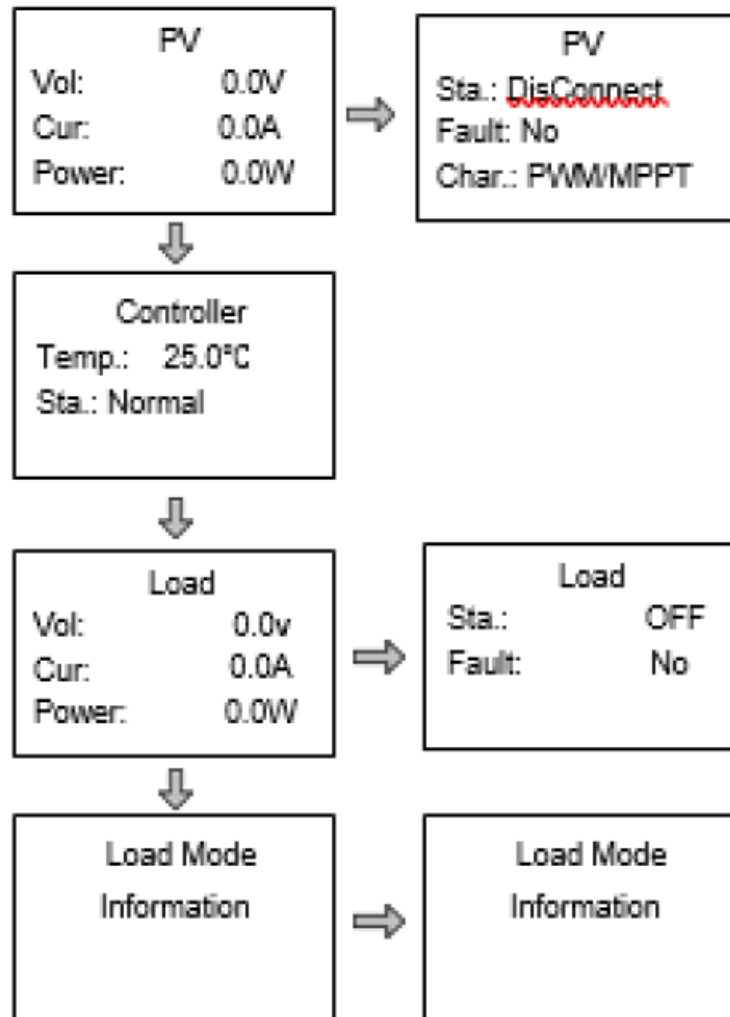 PV
Vol: 0.0V
Cur: 0.0A
Power: 0.0W
PV
Sta.: DisConnect
Fault: No
Char.: PWM/MPPT
Controller
Temp.: 25.0℃
Sta.: Normal
Load
Vol: 0.0v
Cur: 0.0A
Power: 0.0W
Load
Sta.: OFF
Fault: No
Load Mode
Information
Load Mode
Information